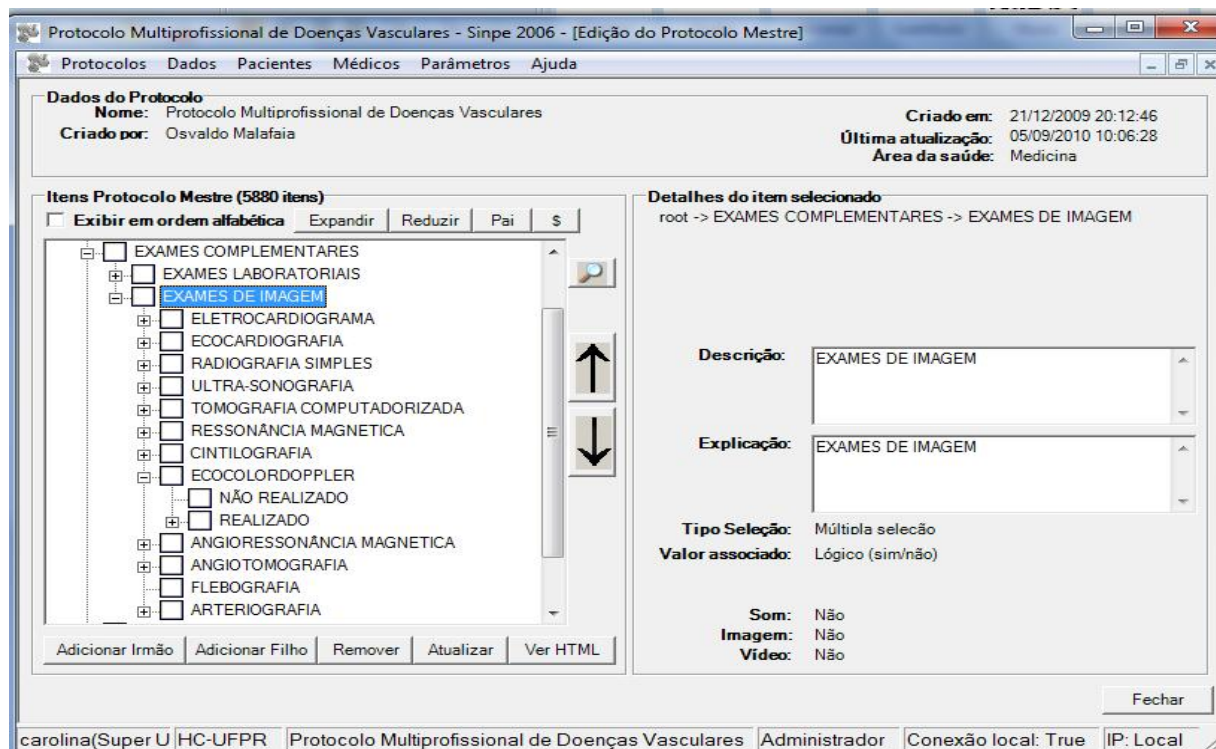 Protocolo Multiprofissional de Doenças Vasculares - Sinpe 2006 - [Edição do Protocolo Mestre]
Protocolos Dados Pacientes Médicos Parâmetros Ajuda
Dados do Protocolo
Nome: Protocolo Multiprofissional de Doenças Vasculares
Criado por: Osvaldo Malafaia
Criado em: 21/12/2009 20:12:46
Última atualização: 05/09/2010 10:06:28
Área da saúde: Medicina
Itens Protocolo Mestre (5880 itens)
Exibir em ordem alfabética Expandir Reduzir Pai $
EXAMES COMPLEMENTARES
EXAMES LABORATORIAIS
EXAMES DE IMAGEM
ELETROCARDIOGRAMA
ECOCARDIOGRAFIA
RADIOGRAFIA SIMPLES
ULTRA-SONOGRAFIA
TOMOGRAFIA COMPUTADORIZADA
RESSONÂNCIA MAGNETICA
CINTILOGRAFIA
ECOCOLORDOPPLER
NÃO REALIZADO
REALIZADO
ANGIORESSONÂNCIA MAGNETICA
ANGIOTOMOGRAFIA
FLEBOGRAFIA
ARTERIOGRAFIA
Adicionar Irmão Adicionar Filho Remover Atualizar Ver HTML
Detalhes do item selecionado
root -> EXAMES COMPLEMENTARES -> EXAMES DE IMAGEM
Descrição: EXAMES DE IMAGEM
Explicação: EXAMES DE IMAGEM
Tipo Seleção: Múltipla selecão
Valor associado: Lógico (sim/não)
Som: Não
Imagem: Não
Vídeo: Não
Fechar
carolina(Super U HC-UFPR Protocolo Multiprofissional de Doenças Vasculares Administrador Conexão local: True IP: Local